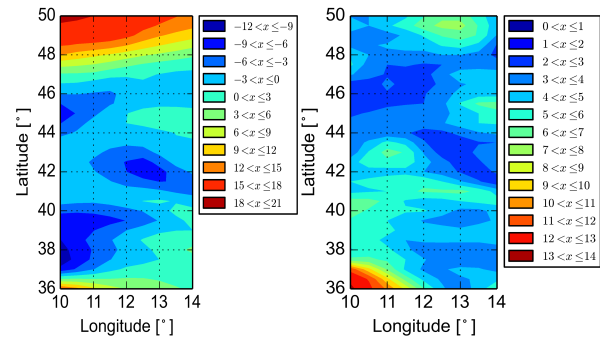 50
48
46
44
42
40
38
36
10 11 12 13 14
Latitude [°]
Longitude [°]
−12 < x ≤ −9
−9 < x ≤ −6
−6 < x ≤ −3
−3 < x ≤ 0
0 < x ≤ 3
3 < x ≤ 6
6 < x ≤ 9
9 < x ≤ 12
12 < x ≤ 15
15 < x ≤ 18
18 < x ≤ 21
50
48
46
44
42
40
38
36
10 11 12 13 14
Latitude [°]
Longitude [°]
0 < x ≤ 1
1 < x ≤ 2
2 < x ≤ 3
3 < x ≤ 4
4 < x ≤ 5
5 < x ≤ 6
6 < x ≤ 7
7 < x ≤ 8
8 < x ≤ 9
9 < x ≤ 10
10 < x ≤ 11
11 < x ≤ 12
12 < x ≤ 13
13 < x ≤ 14